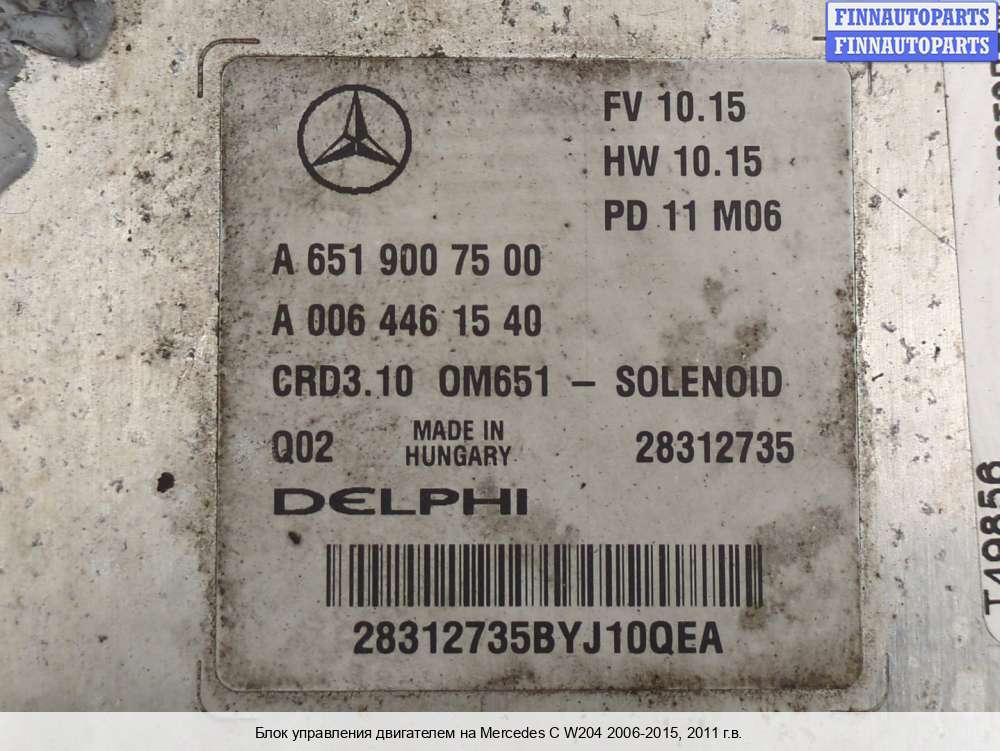 FINNAUTOPARTS
FINNAUTOPARTS
FV 10.15
HW 10.15
PD 11 M06
A 651 900 75 00
A 006 446 15 40
CRD3.10 OM651 - SOLENOID
Q02 MADE IN HUNGARY 28312735
DELPHI
28312735BYJ10QEA
T49856
Блок управления двигателем на Mercedes C W204 2006-2015, 2011 г.в.